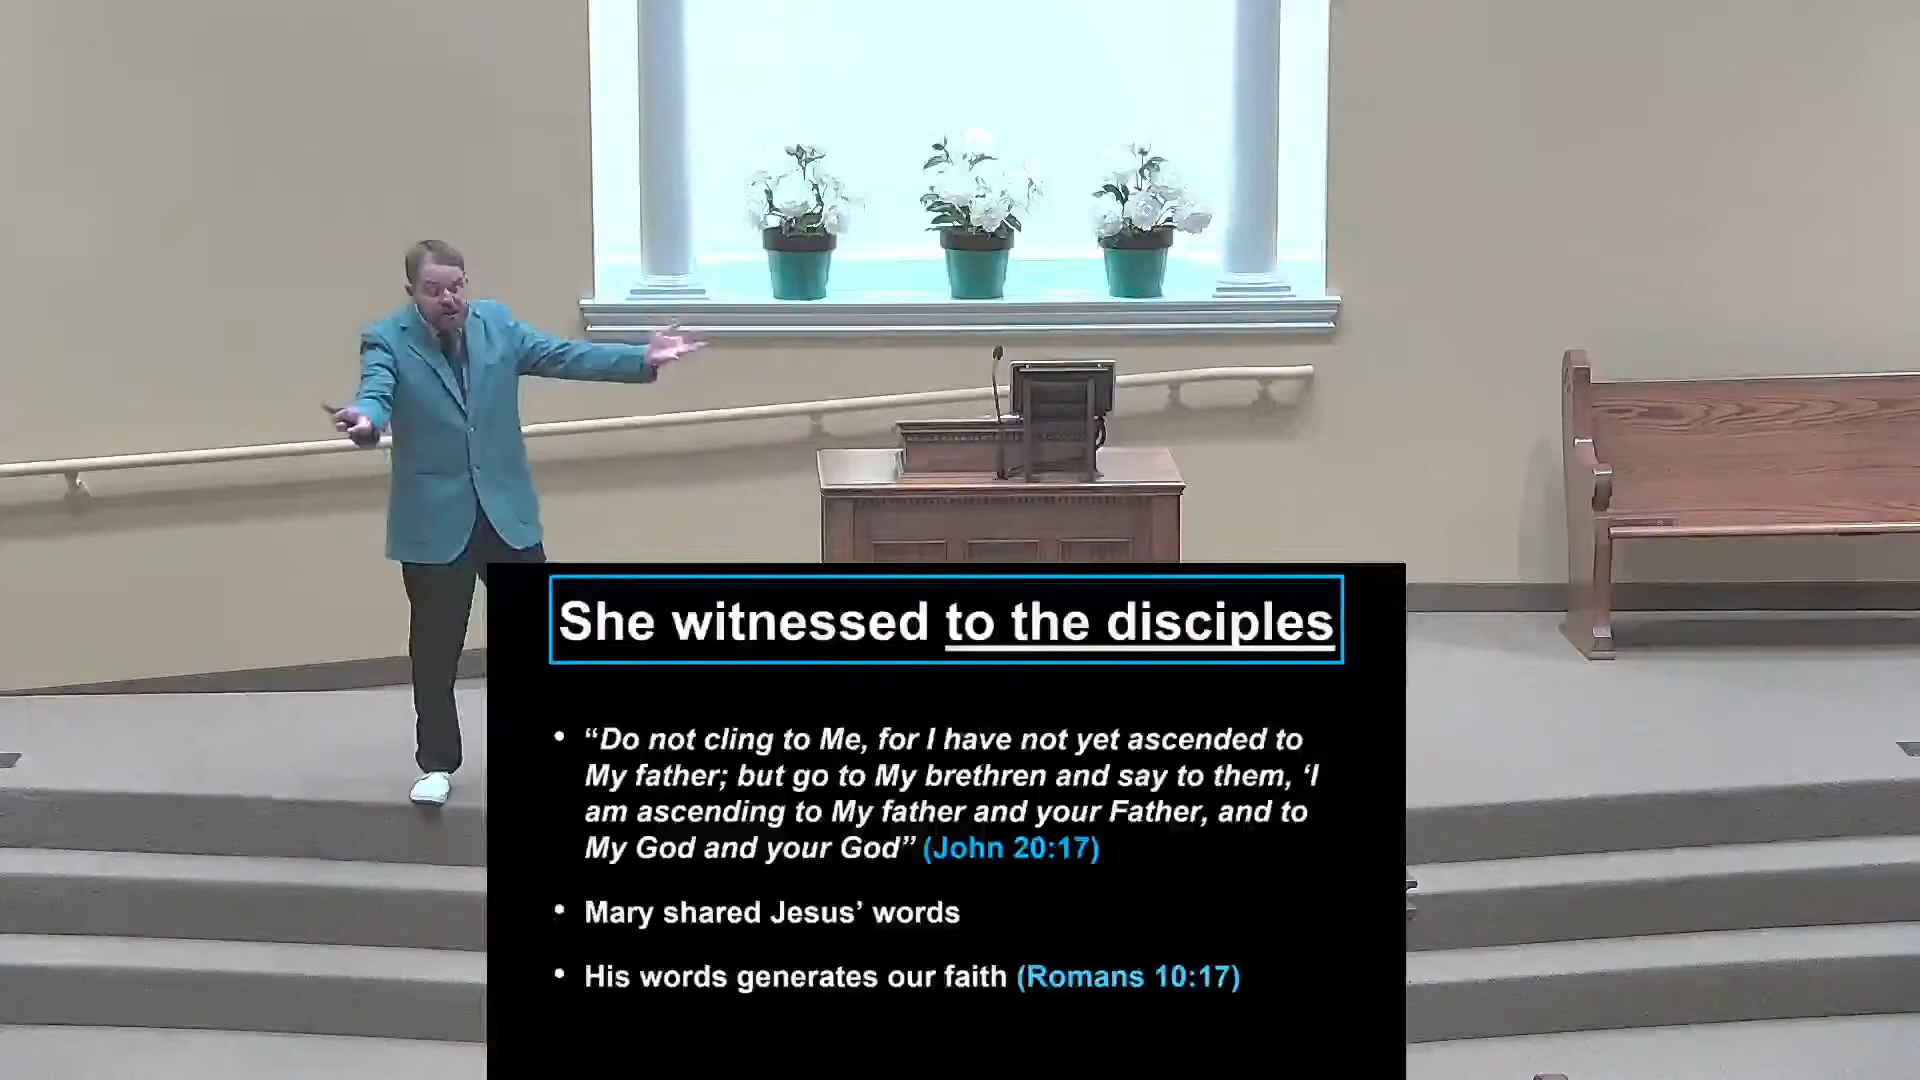 She witnessed to the disciples
• “Do not cling to Me, for I have not yet ascended to
My father; but go to My brethren and say to them, ‘I
am ascending to My father and your Father, and to
My God and your God” (John 20:17)
• Mary shared Jesus’ words
• His words generates our faith (Romans 10:17)